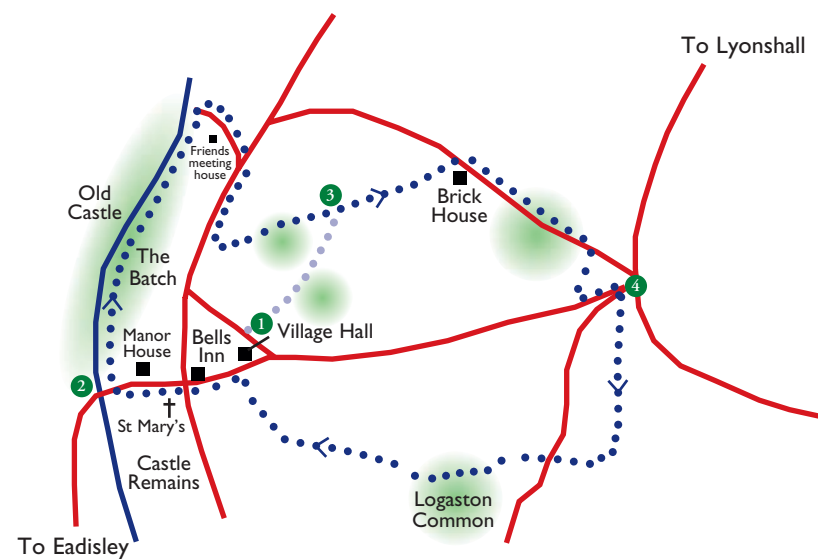 To Lyonshall
Friends
meeting
house
3
Old
Castle
Brick
House
The
Batch
4
1
Village Hall
Manor
House
Bells
Inn
2
St Mary's
Castle
Remains
Logaston
Common
To Eadisley